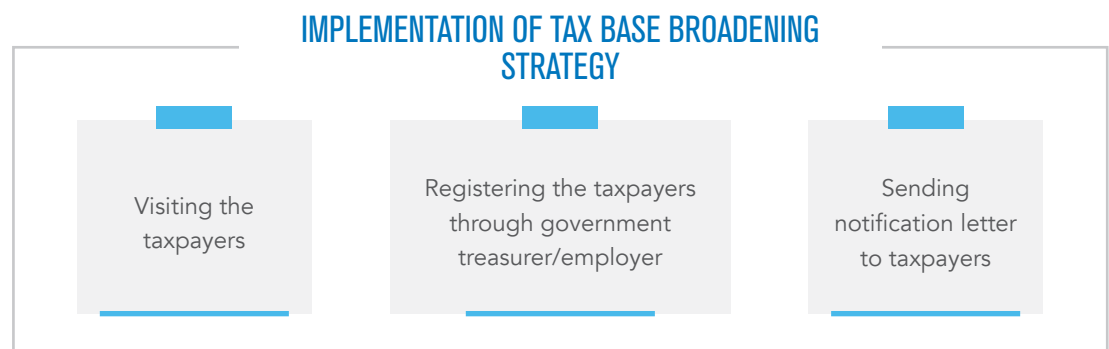 IMPLEMENTATION OF TAX BASE BROADENING
STRATEGY
Visiting the
taxpayers
Registering the taxpayers
through government
treasurer/employer
Sending
notification letter
to taxpayers